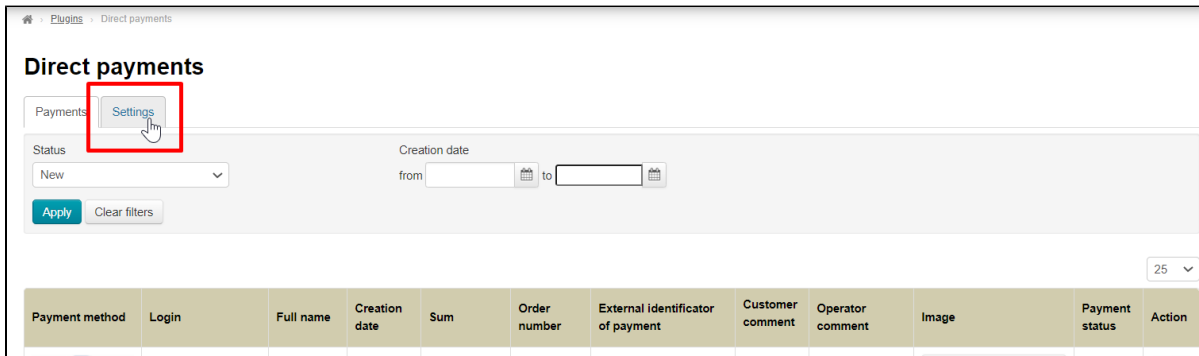 Plugins › Direct payments
Direct payments
Payments Settings
Status Creation date
New from to
Apply Clear filters
25
Payment method Login Full name Creation date Sum Order number External identificator of payment Customer comment Operator comment Image Payment status Action